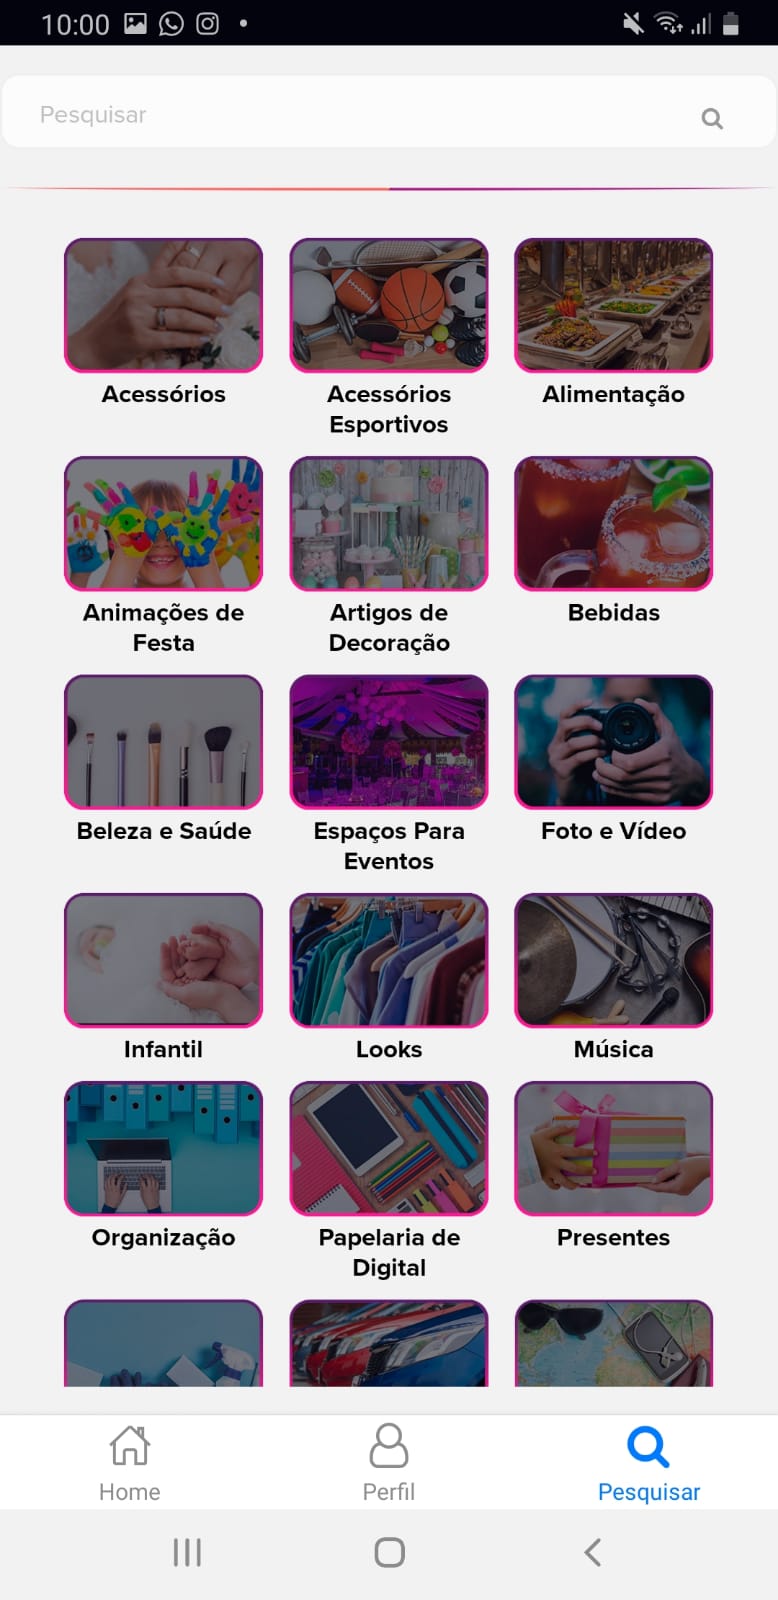 10:00
Pesquisar
Acessórios
Acessórios
Esportivos
Alimentação
Animações de
Festa
Artigos de
Decoração
Bebidas
Beleza e Saúde
Espaços Para
Eventos
Foto e Vídeo
Infantil
Looks
Música
Organização
Papelaria de
Digital
Presentes
Home
Perfil
Pesquisar